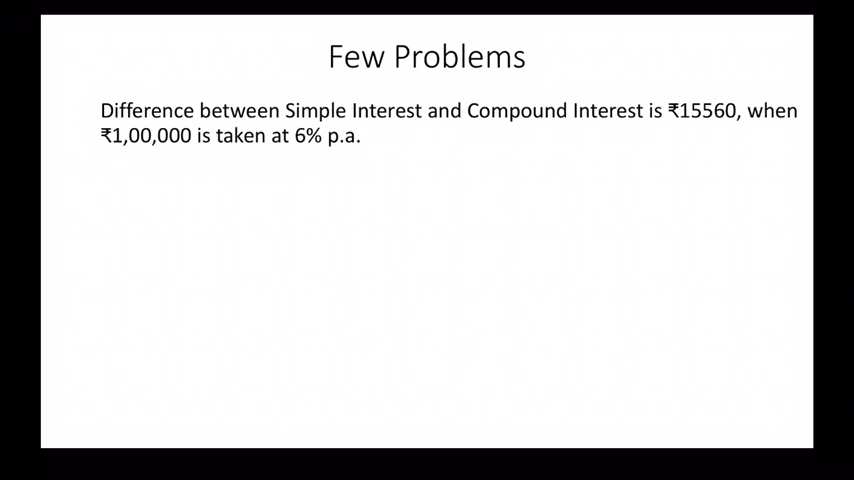 Few Problems
Difference between Simple Interest and Compound Interest is ₹15560, when
₹1,00,000 is taken at 6% p.a.